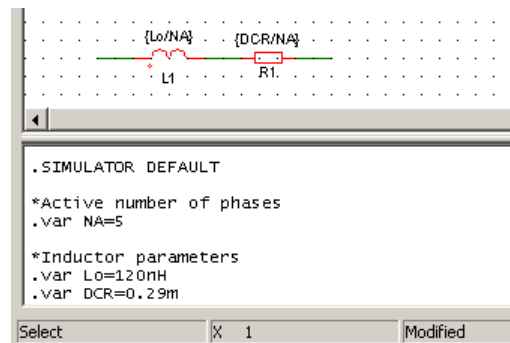 {Lo/NA} {DCR/NA}
L1 R1.
.SIMULATOR DEFAULT
*Active number of phases
.var NA=5
*Inductor parameters
.var Lo=120nH
.var DCR=0.29m
Select X 1 Modified